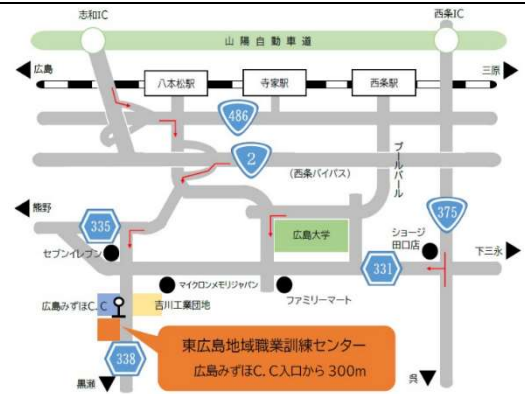 志和IC
西条IC
山陽自動車道
広島
八本松駅
寺家駅
西条駅
三原
486
2
(西条バイパス)
ブールバール
375
熊野
335
広島大学
ショージ
田口店
セブンイレブン
331
下三永
マイクロンメモリジャパン
ファミリーマート
広島みずほC.C
吉川工業団地
東広島地域職業訓練センター
広島みずほC.C入口から 300m
338
黒瀬
呉